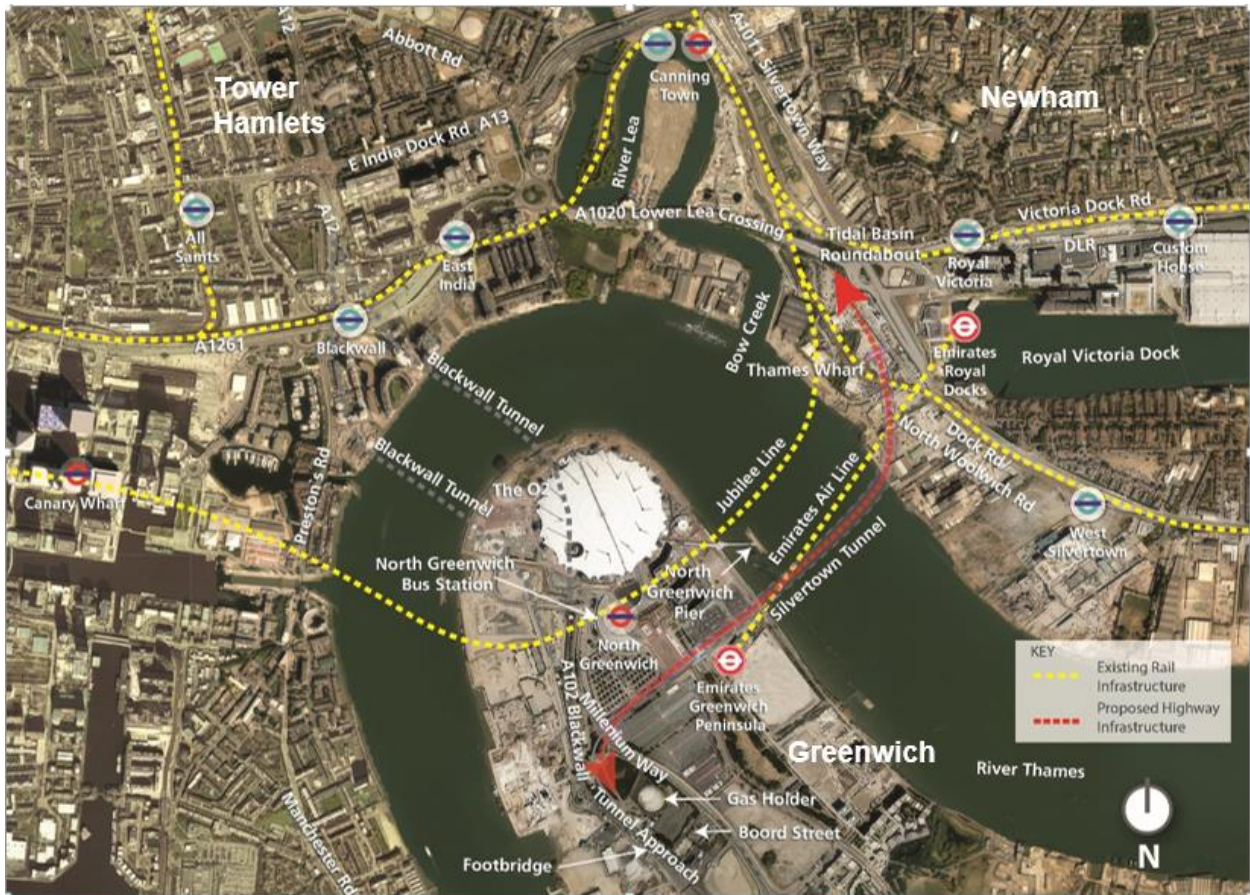 A12
A12
Abbott Rd
A1011 Silvertown Way
Canning
Town
Tower
Hamlets
Newham
E India Dock Rd A13
River Lea
A12
All
Samts
East
India
A1020 Lower Lea Crossing
Tidal Basin
Roundabout
Victoria Dock Rd
DLR
Royal
Victoria
Custom
House
Blackwall
A1261
Bow Creek
Thames Wharf
Emirates
Royal
Docks
Royal Victoria Dock
Blackwall Tunnel
Blackwall Tunnel
Dock Rd/
North Woolwich Rd
Canary Wharf
Preston's Rd
The O2
Jubilee Line
Emirates Air Line
Silvertown Tunnel
West
Silvertown
North Greenwich
Bus Station
North
Greenwich
Pier
North
Greenwich
Emirates
Greenwich
Peninsula
A102 Blackwall
Tunnel Approach
Millenium Way
Greenwich
River Thames
Gas Holder
Boord Street
Footbridge
Manchester Rd
KEY
Existing Rail
Infrastructure
Proposed Highway
Infrastructure
N